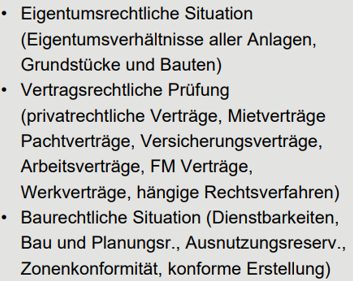 • Eigentumsrechtliche Situation
(Eigentumsverhältnisse aller Anlagen,
Grundstücke und Bauten)
• Vertragsrechtliche Prüfung
(privatrechtliche Verträge, Mietverträge
Pachtverträge, Versicherungsverträge,
Arbeitsverträge, FM Verträge,
Werkverträge, hängige Rechtsverfahren)
• Baurechtliche Situation (Dienstbarkeiten,
Bau und Planungsr., Ausnutzungsreserv.,
Zonenkonformität, konforme Erstellung)